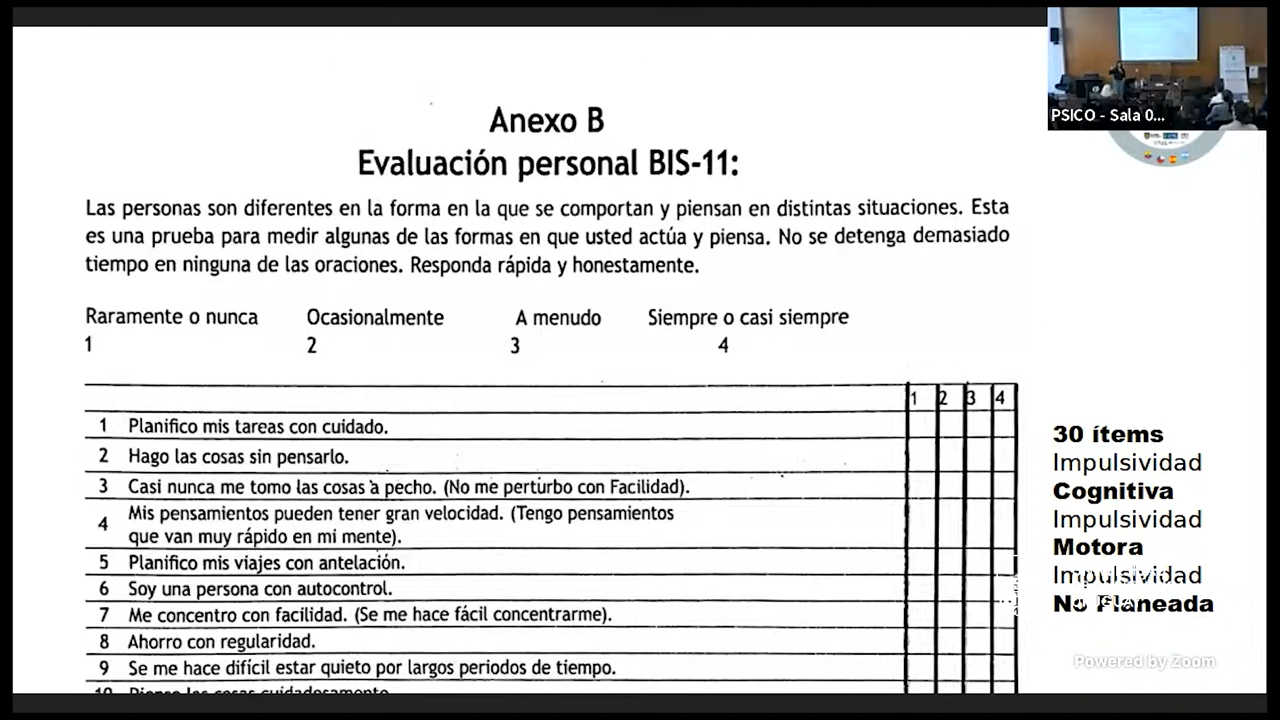 PSICO - Sala 0...
Anexo B
Evaluación personal BIS-11:
Las personas son diferentes en la forma en la que se comportan y piensan en distintas situaciones. Esta
es una prueba para medir algunas de las formas en que usted actúa y piensa. No se detenga demasiado
tiempo en ninguna de las oraciones. Responda rápida y honestamente.
Raramente o nunca Ocasionalmente A menudo Siempre o casi siempre
1 2 3 4
1 2 3 4
1 Planifico mis tareas con cuidado.
2 Hago las cosas sin pensarlo.
3 Casi nunca me tomo las cosas a pecho. (No me perturbo con Facilidad).
4 Mis pensamientos pueden tener gran velocidad. (Tengo pensamientos
que van muy rápido en mi mente).
5 Planifico mis viajes con antelación.
6 Soy una persona con autocontrol.
7 Me concentro con facilidad. (Se me hace fácil concentrarme).
8 Ahorro con regularidad.
9 Se me hace difícil estar quieto por largos periodos de tiempo.
10 Pienso las cosas cuidadosamente.
30 ítems
Impulsividad
Cognitiva
Impulsividad
Motora
Impulsividad
No Planeada
Powered by Zoom